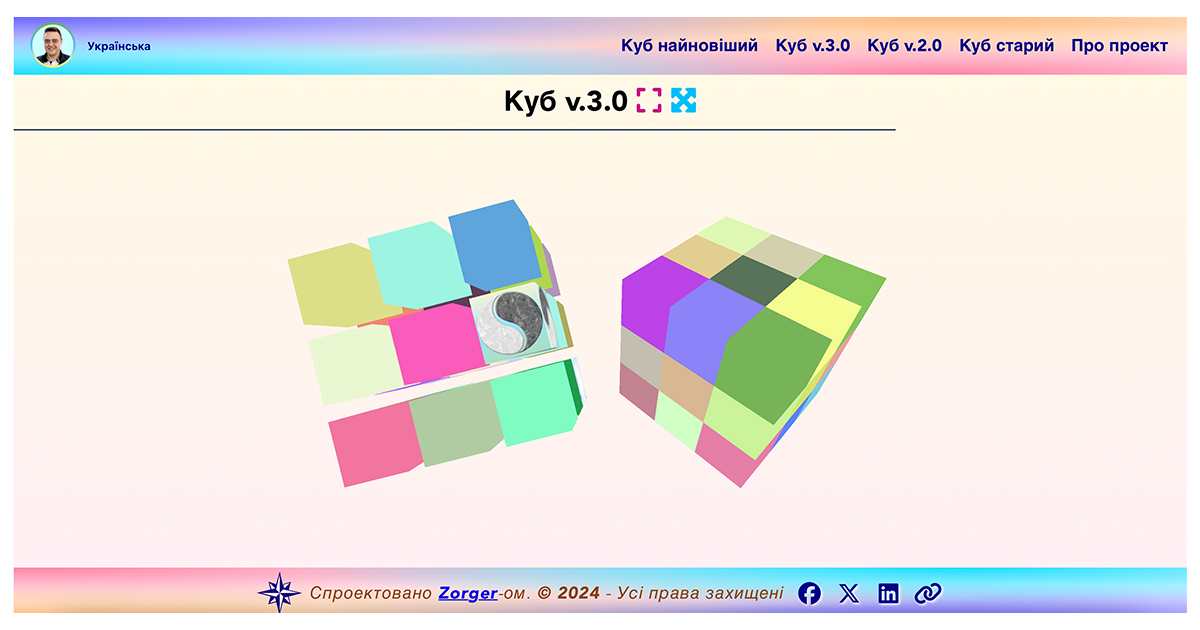 Українська
Куб найновіший Куб v.3.0 Куб v.2.0 Куб старий Про проект
Куб v.3.0
Спроектовано Zorger-ом. © 2024 - Усі права захищені